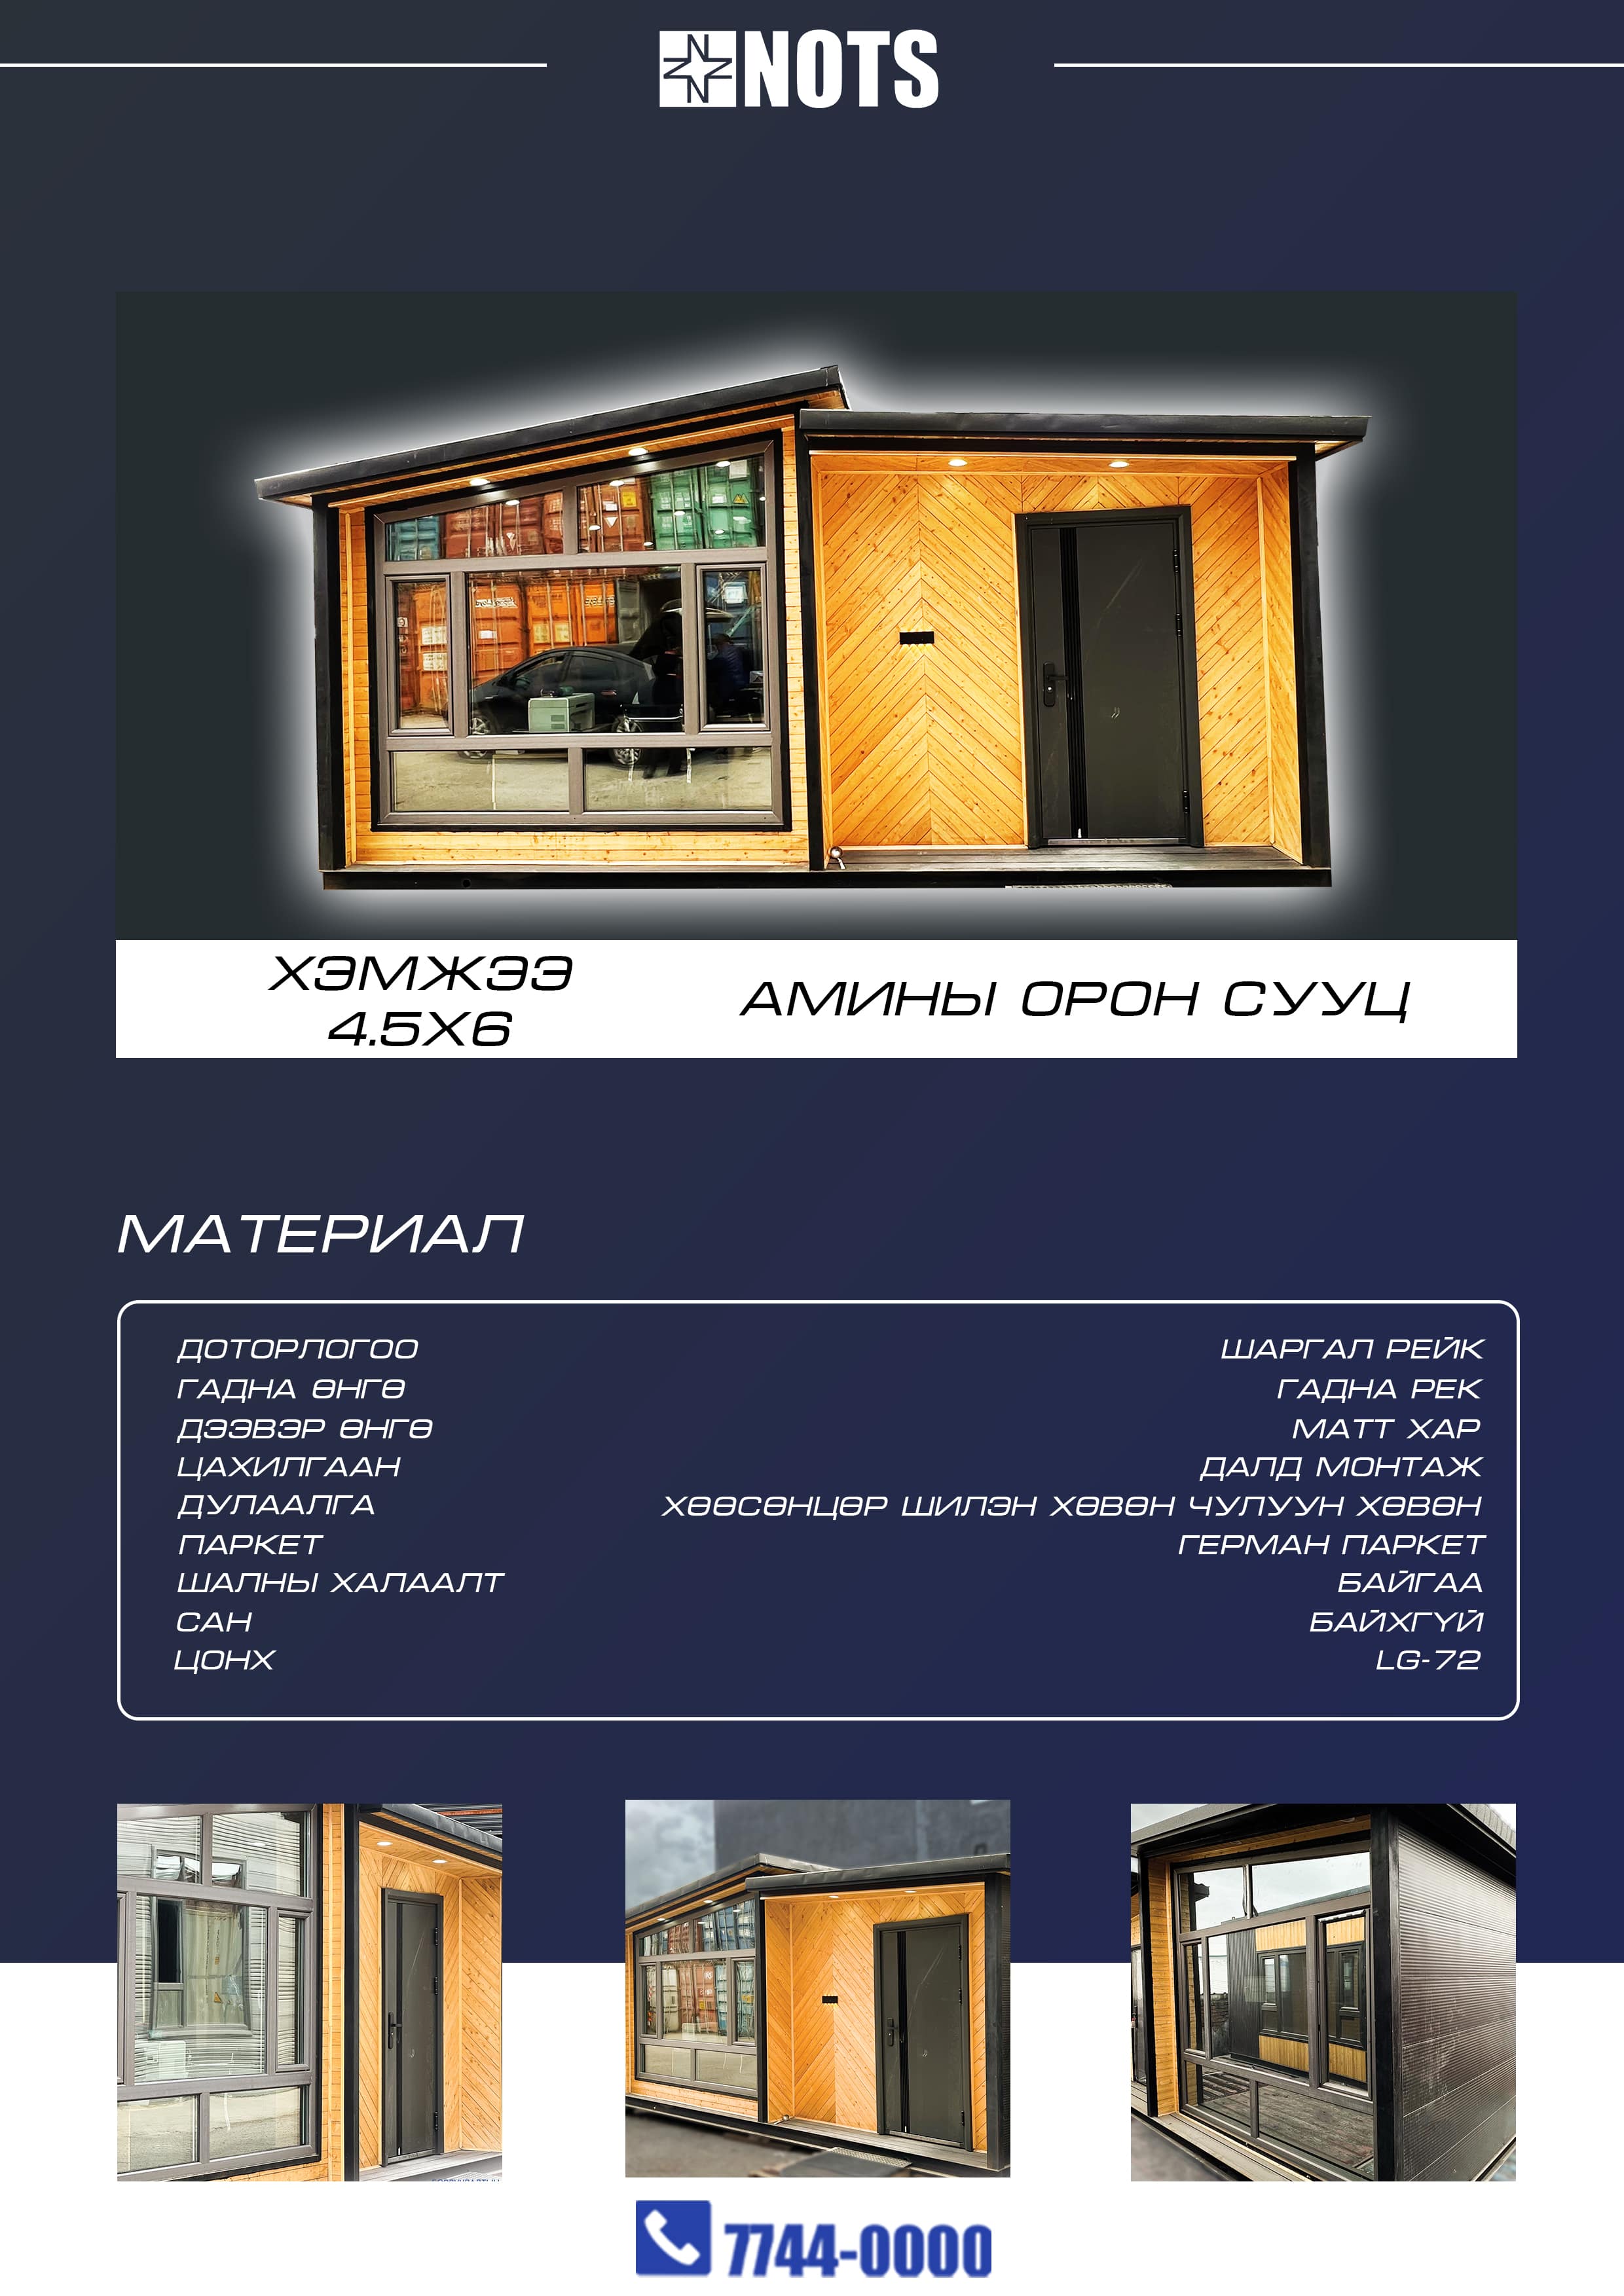 NOTS
ХЭМЖЭЭ
4.5X6
АМИНЫ ОРОН СУУЦ
МАТЕРИАЛ
ДОТОРЛОГОО ШАРГАЛ РЕЙК
ГАДНА ӨНГӨ ГАДНА РЕК
ДЭЭВЭР ӨНГӨ МАТТ ХАР
ЦАХИЛГААН ДАЛД МОНТАЖ
ДУЛААЛГА ХӨӨСӨНЦӨР ШИЛЭН ХӨВӨН ЧУЛУУН ХӨВӨН
ПАРКЕТ ГЕРМАН ПАРКЕТ
ШАЛНЫ ХАЛААЛТ БАЙГАА
САН БАЙХГҮЙ
ЦОНХ LG-72
7744-0000